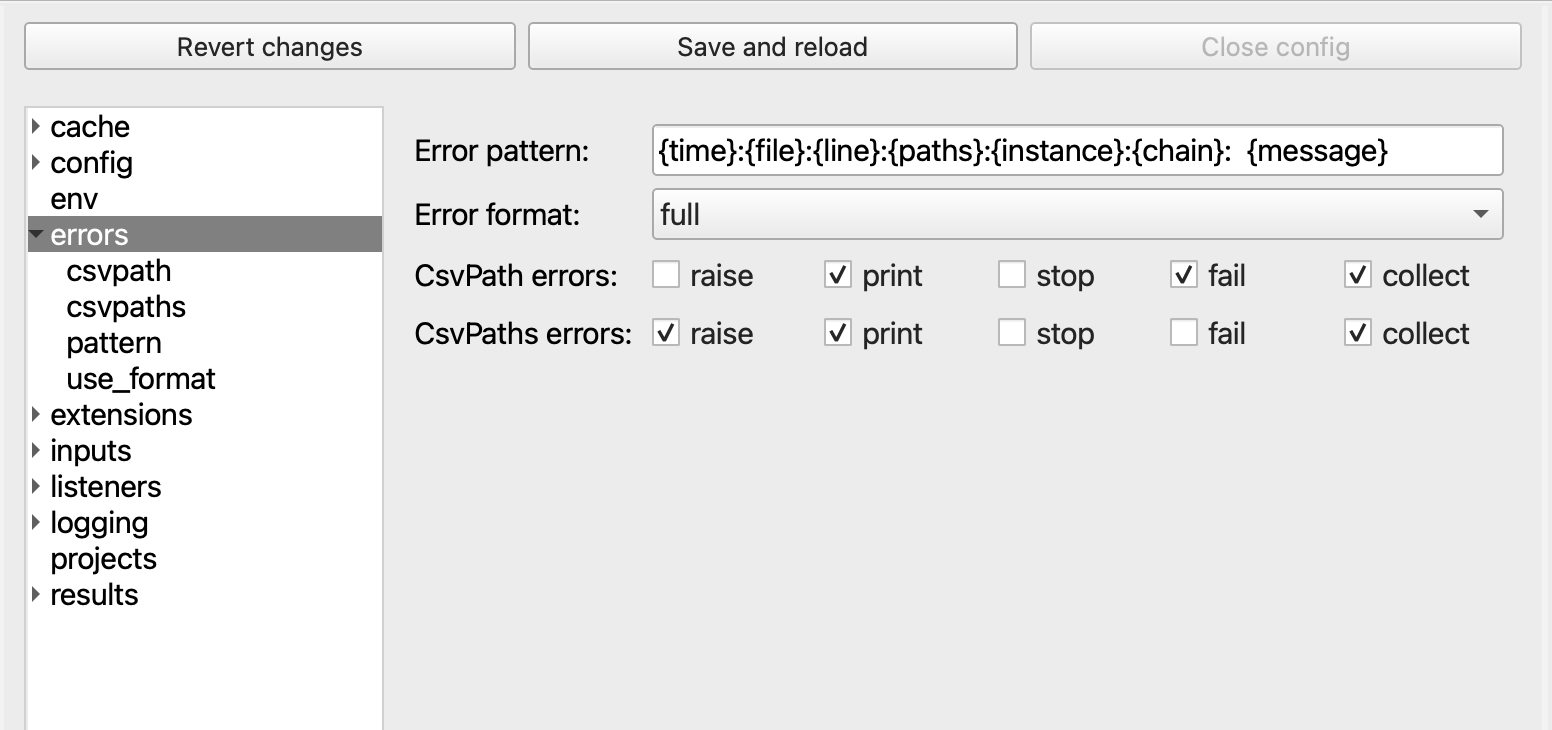 Revert changes
Save and reload
Close config
cache
config
env
errors
csvpath
csvpaths
pattern
use_format
extensions
inputs
listeners
logging
projects
results
Error pattern: {time}:{file}:{line}:{paths}:{instance}:{chain}:  {message}
Error format: full
CsvPath errors: raise print stop fail collect
CsvPaths errors: raise print stop fail collect